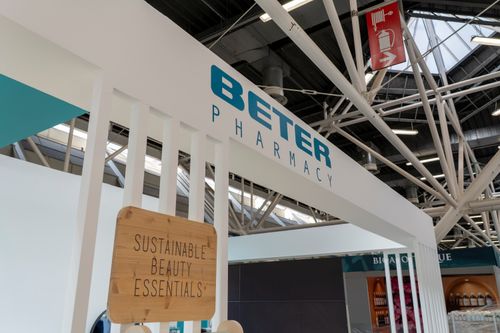 BETER
PHARMACY
SUSTAINABLE
BEAUTY
ESSENTIALS